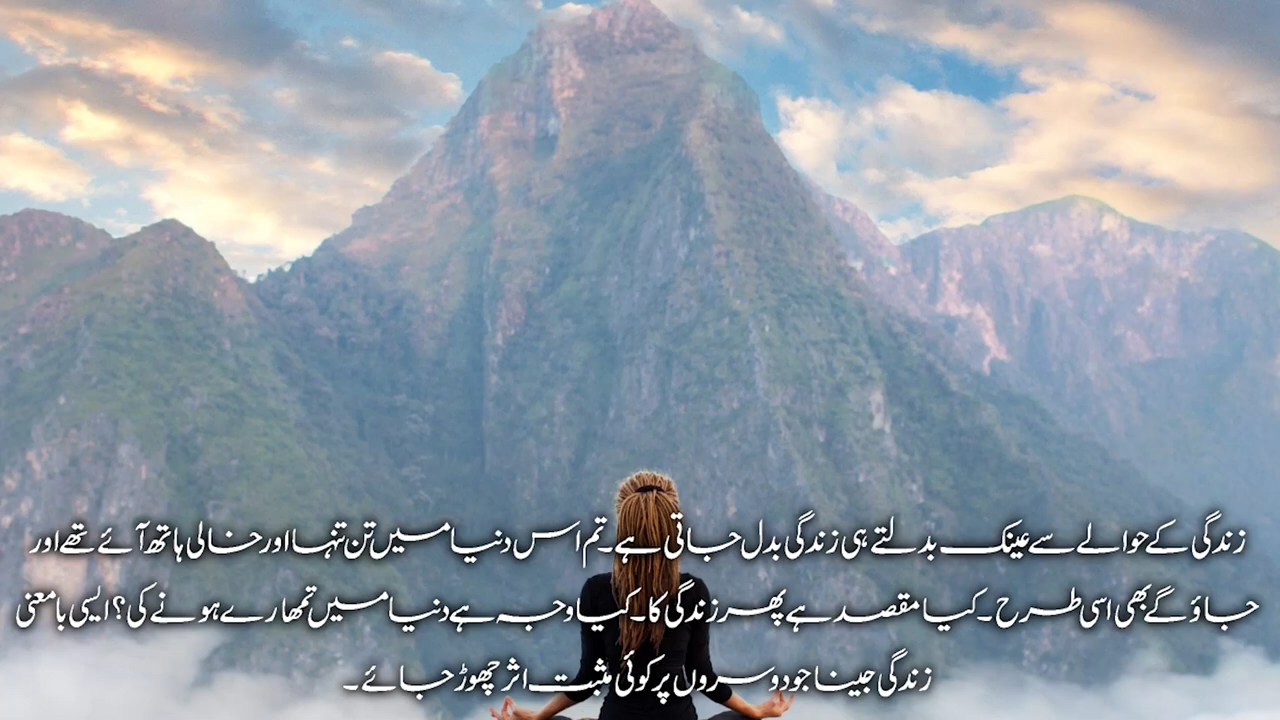 زندگی کے حوالے سے عینک بدلتے ہی زندگی بدل جاتی ہے۔ تم اس دنیا میں تن تنہا اور خالی ہاتھ آئے تھے اور
جاؤ گے بھی اسی طرح۔ کیا مقصد ہے پھر زندگی کا۔ کیا وجہ ہے دنیا میں تمھارے ہونے کی؟ ایسی بامعنی
زندگی جینا جو دوسروں پر کوئی مثبت اثر چھوڑ جائے۔